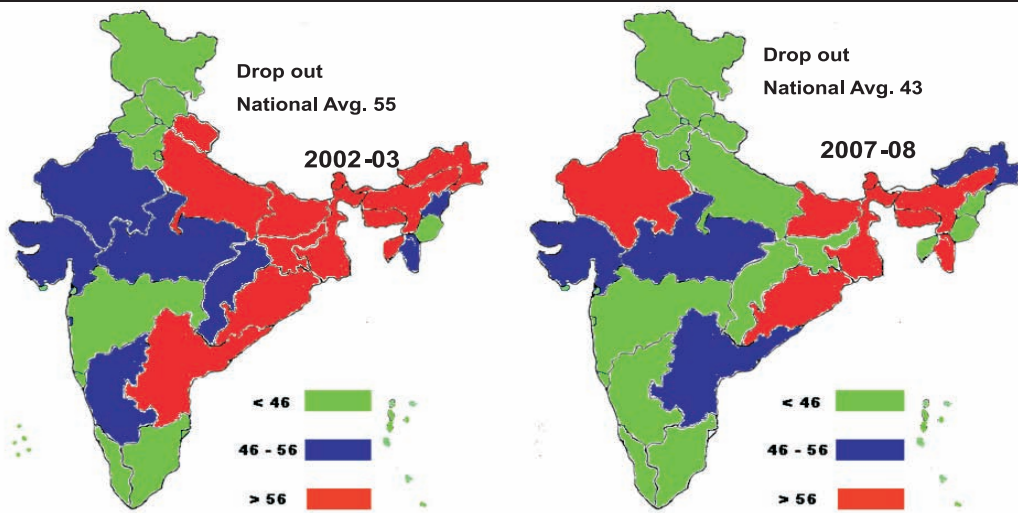 Drop out
National Avg. 55
2002-03
< 46
46 - 56
> 56
Drop out
National Avg. 43
2007-08
< 46
46 - 56
> 56